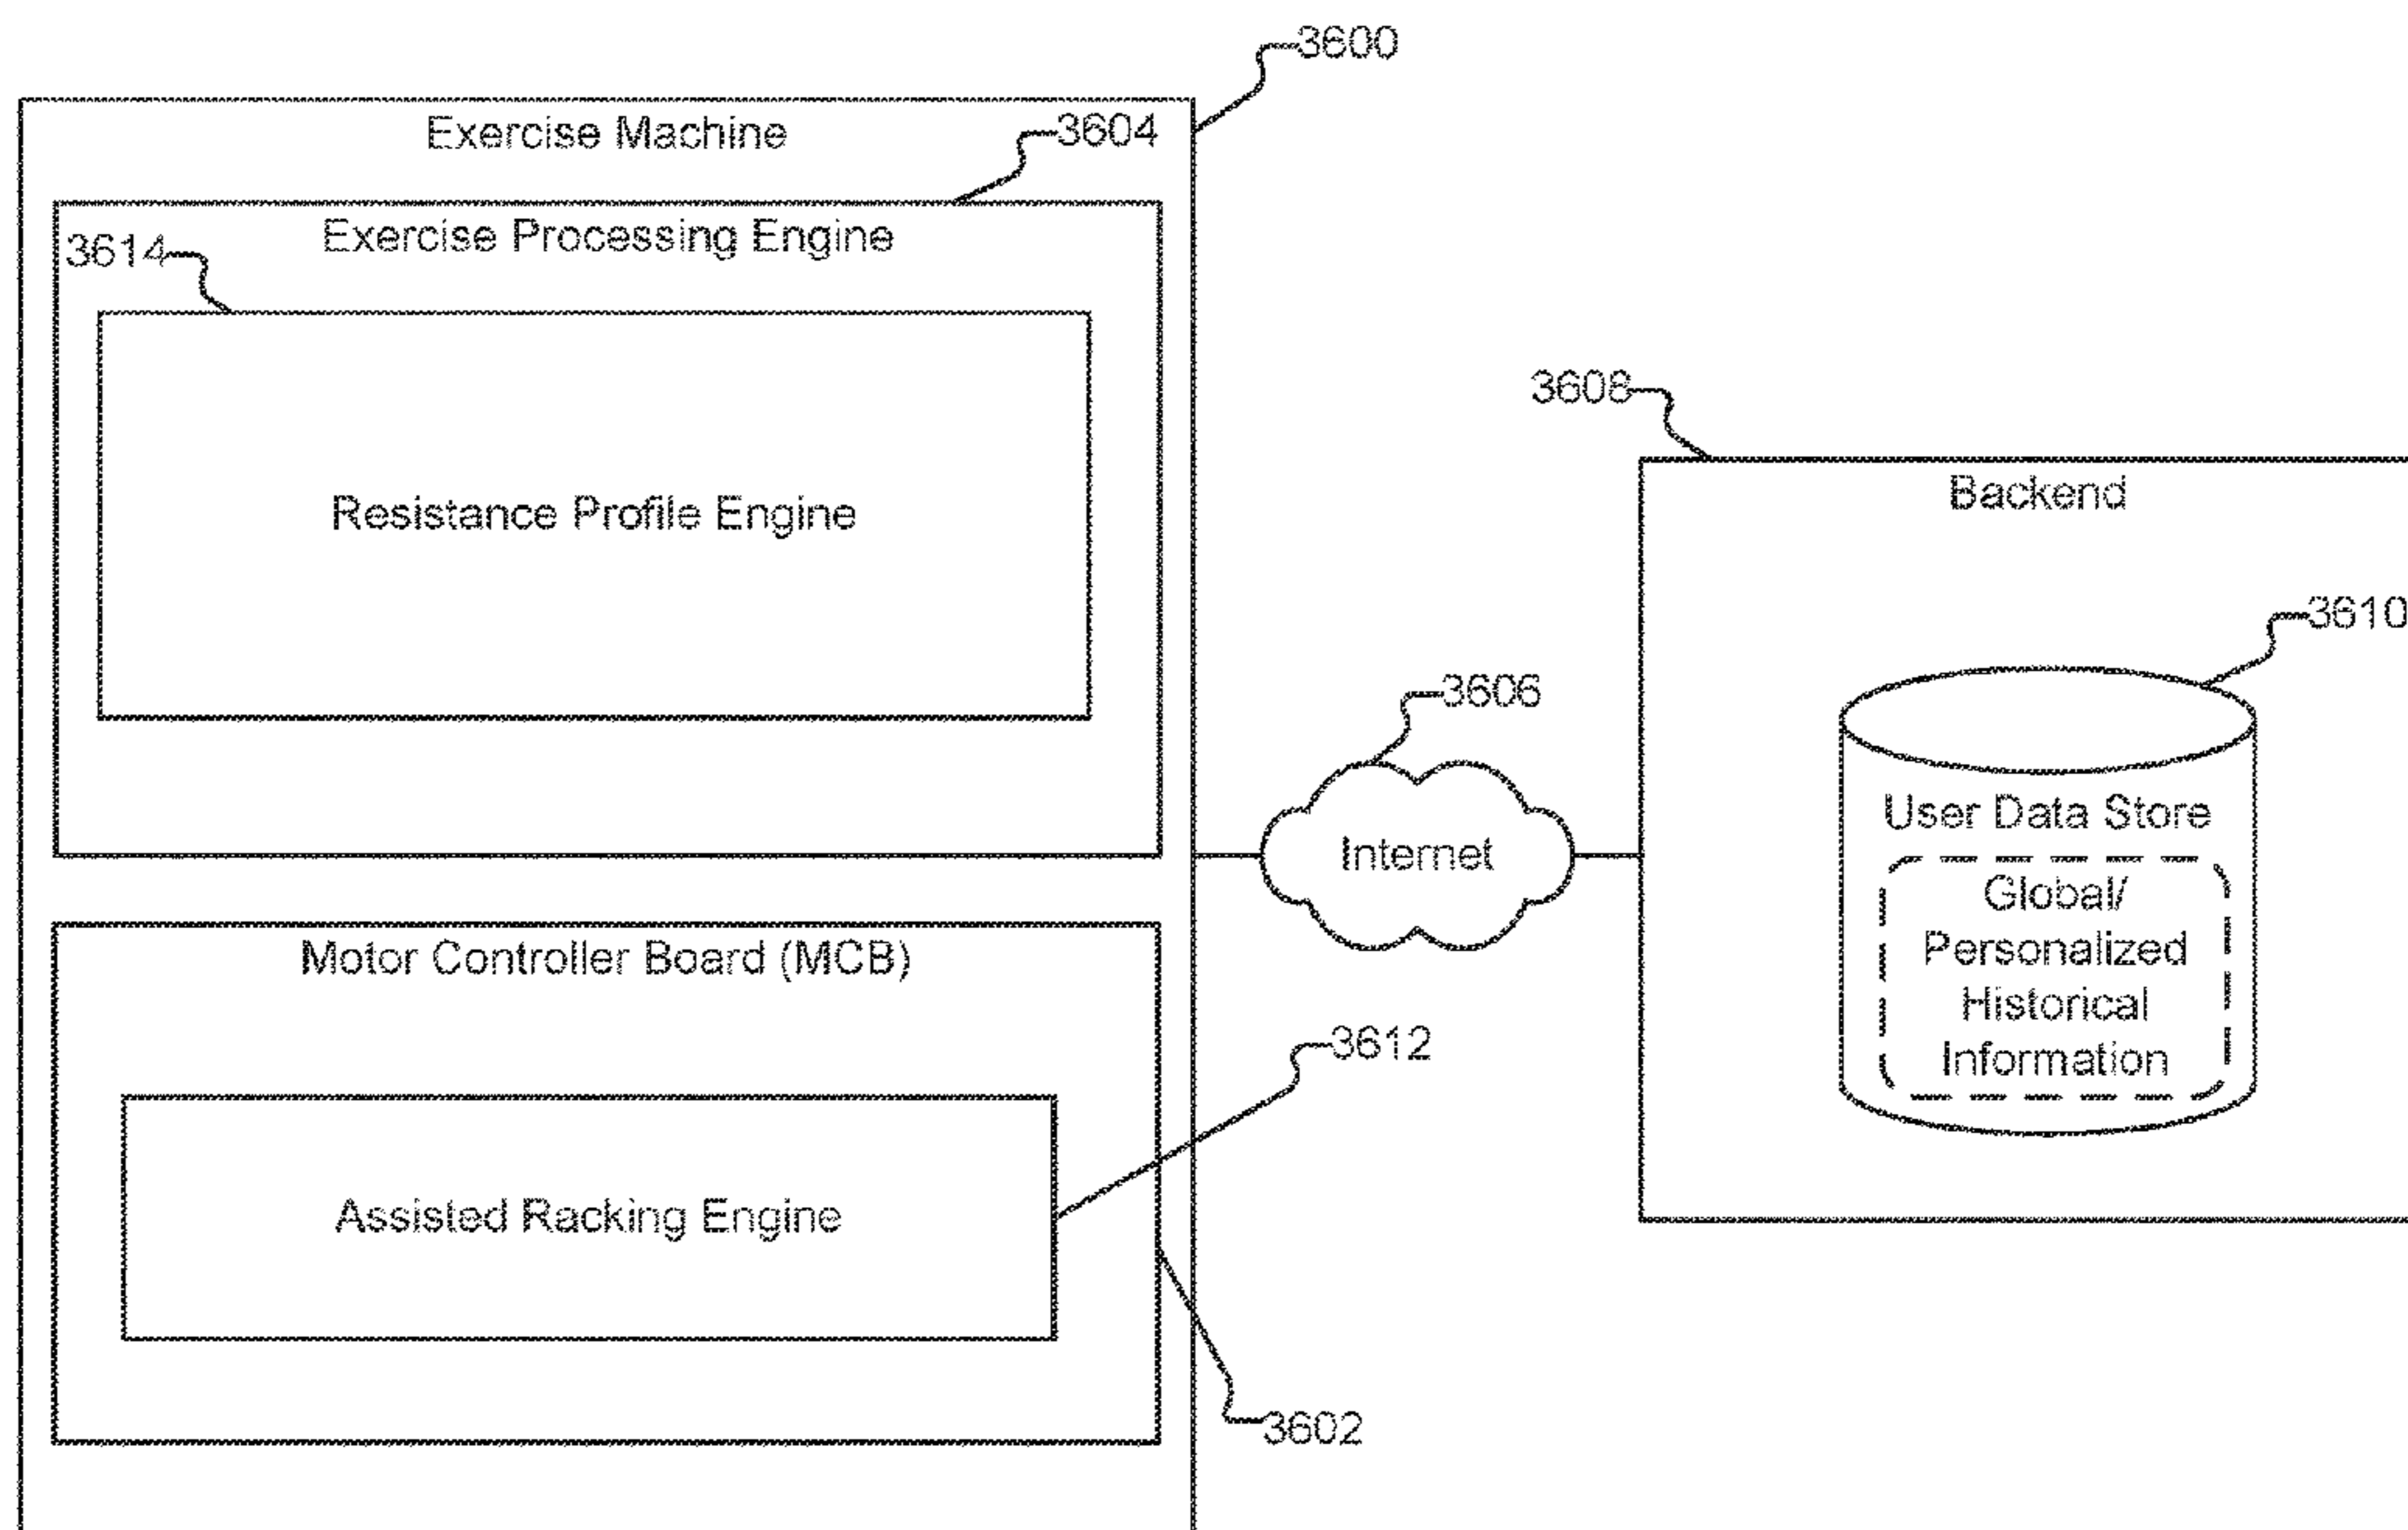 3600
Exercise Machine
3604
Exercise Processing Engine
3614
Resistance Profile Engine
3608
Backend
3610
3606
User Data Store
Internet
Global/
Personalized
Historical
Information
Motor Controller Board (MCB)
3612
Assisted Racking Engine
3602